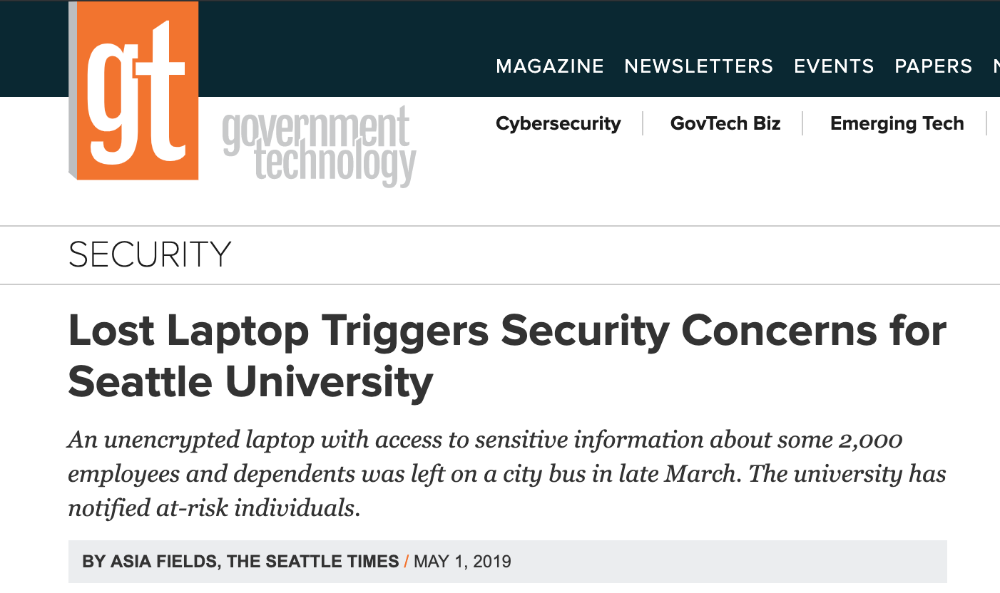 gt
government
technology
MAGAZINE NEWSLETTERS EVENTS PAPERS
Cybersecurity GovTech Biz Emerging Tech
SECURITY
Lost Laptop Triggers Security Concerns for
Seattle University
An unencrypted laptop with access to sensitive information about some 2,000
employees and dependents was left on a city bus in late March. The university has
notified at-risk individuals.
BY ASIA FIELDS, THE SEATTLE TIMES / MAY 1, 2019